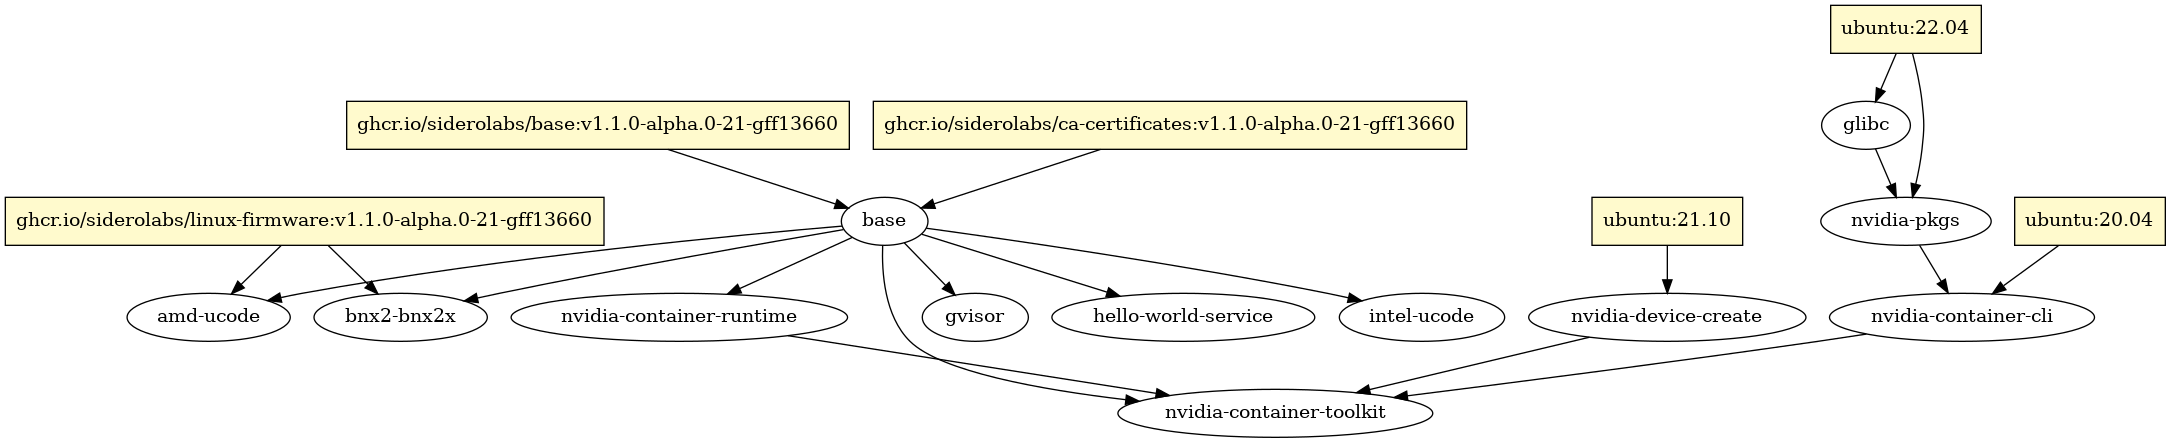 ubuntu:22.04
ghcr.io/siderolabs/base:v1.1.0-alpha.0-21-gff13660
ghcr.io/siderolabs/ca-certificates:v1.1.0-alpha.0-21-gff13660
glibc
ghcr.io/siderolabs/linux-firmware:v1.1.0-alpha.0-21-gff13660
base
ubuntu:21.10
nvidia-pkgs
ubuntu:20.04
amd-ucode
bnx2-bnx2x
nvidia-container-runtime
gvisor
hello-world-service
intel-ucode
nvidia-device-create
nvidia-container-cli
nvidia-container-toolkit